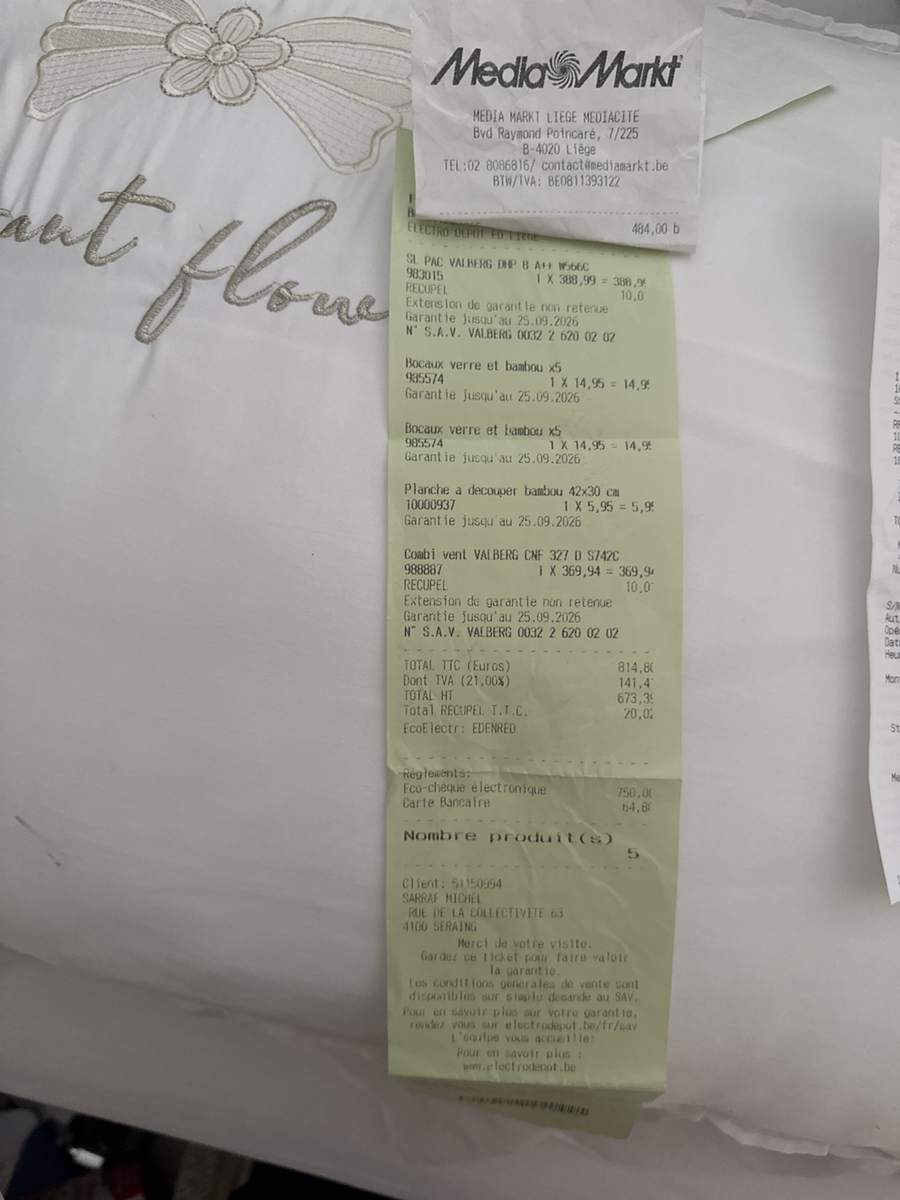 Media Markt
MEDIA MARKT LIEGE MEDIACITE
Bvd Raymond Poincaré, 7/225
B-4020 Liège
TEL:02 8086816/ contact@mediamarkt.be
BTW/TVA: BE0811393122
484,00 b
ELECTRO DEPOT ED LIEGE
SL PAC VALBERG DHP 8 A++ W566C
983015 1 X 388,99 = 388,9
RECUPEL 10,0
Extension de garantie non retenue
Garantie jusqu'au 25.09.2026
N° S.A.V. VALBERG 0032 2 620 02 02
Bocaux verre et bambou x5
985574 1 X 14,95 = 14,9
Garantie jusqu'au 25.09.2026
Bocaux verre et bambou x5
985574 1 X 14,95 = 14,9
Garantie jusqu'au 25.09.2026
Planche a decouper bambou 42x30 cm
10000937 1 X 5,95 = 5,9
Garantie jusqu'au 25.09.2026
Combi vent VALBERG CNF 327 D S742C
988887 1 X 369,94 = 369,9
RECUPEL 10,0
Extension de garantie non retenue
Garantie jusqu'au 25.09.2026
N° S.A.V. VALBERG 0032 2 620 02 02
TOTAL TTC (Euros) 814,8
Dont TVA (21,00%) 141,4
TOTAL HT 673,3
Total RECUPEL T.T.C. 20,0
EcoElectr: EDENRED
Réglements:
Eco-chèque electronique 750,0
Carte Bancaire 64,8
Nombre produit(s)
5
Client: 51150994
SARRAF MICHEL
RUE DE LA COLLECTIVITE 63
4100 SERAING
Merci de votre visite.
Gardez ce ticket pour faire valoir
la garantie.
Les conditions generales de vente sont
disponibles sur simple demande au SAV.
Pour en savoir plus sur votre garantie,
rendez vous sur electrodepot.be/fr/sav
L'équipe vous accueille:
Pour en savoir plus :
www.electrodepot.be
aut flowe